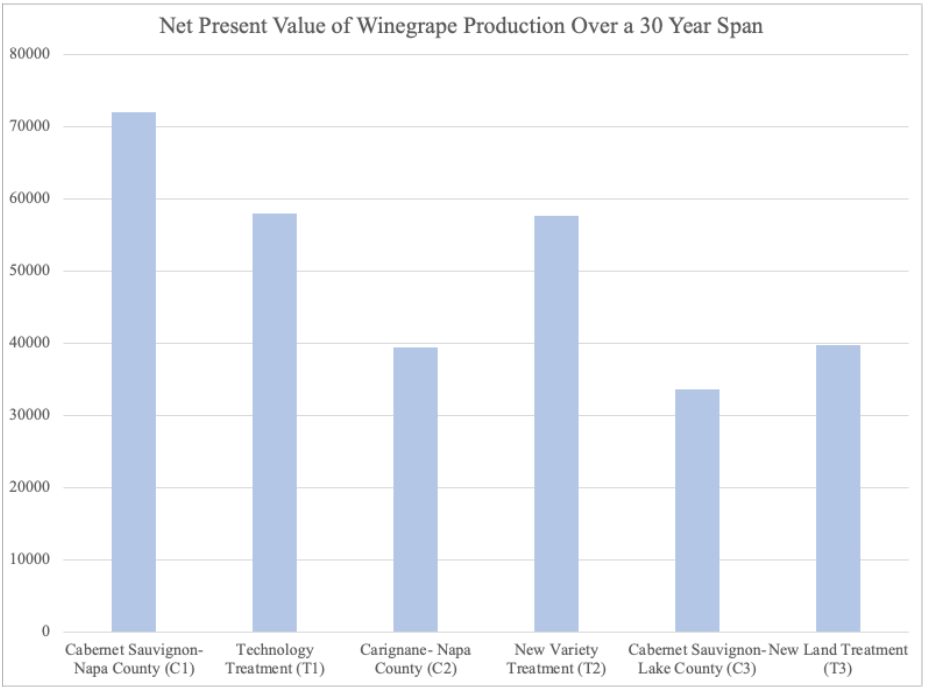 Net Present Value of Winegrape Production Over a 30 Year Span
80000
70000
60000
50000
40000
30000
20000
10000
0
Cabernet Sauvignon-
Napa County (C1)
Technology
Treatment (T1)
Carignane- Napa
County (C2)
New Variety
Treatment (T2)
Cabernet Sauvignon-
Lake County (C3)
New Land Treatment
(T3)